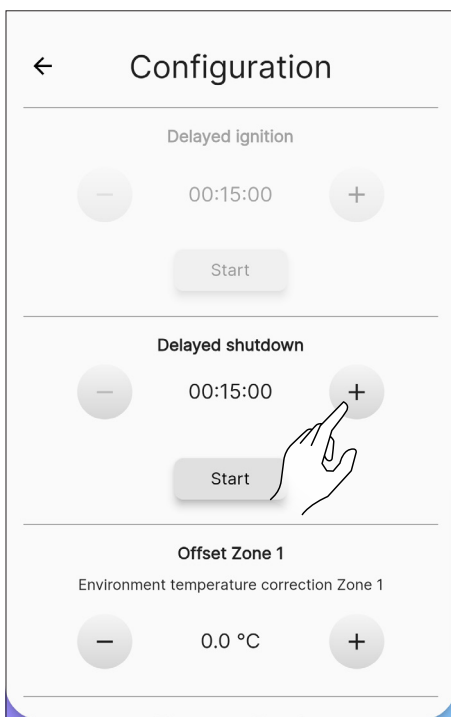 Configuration
Delayed ignition
− 00:15:00 +
Start
Delayed shutdown
− 00:15:00 +
Start
Offset Zone 1
Environment temperature correction Zone 1
− 0.0 °C +